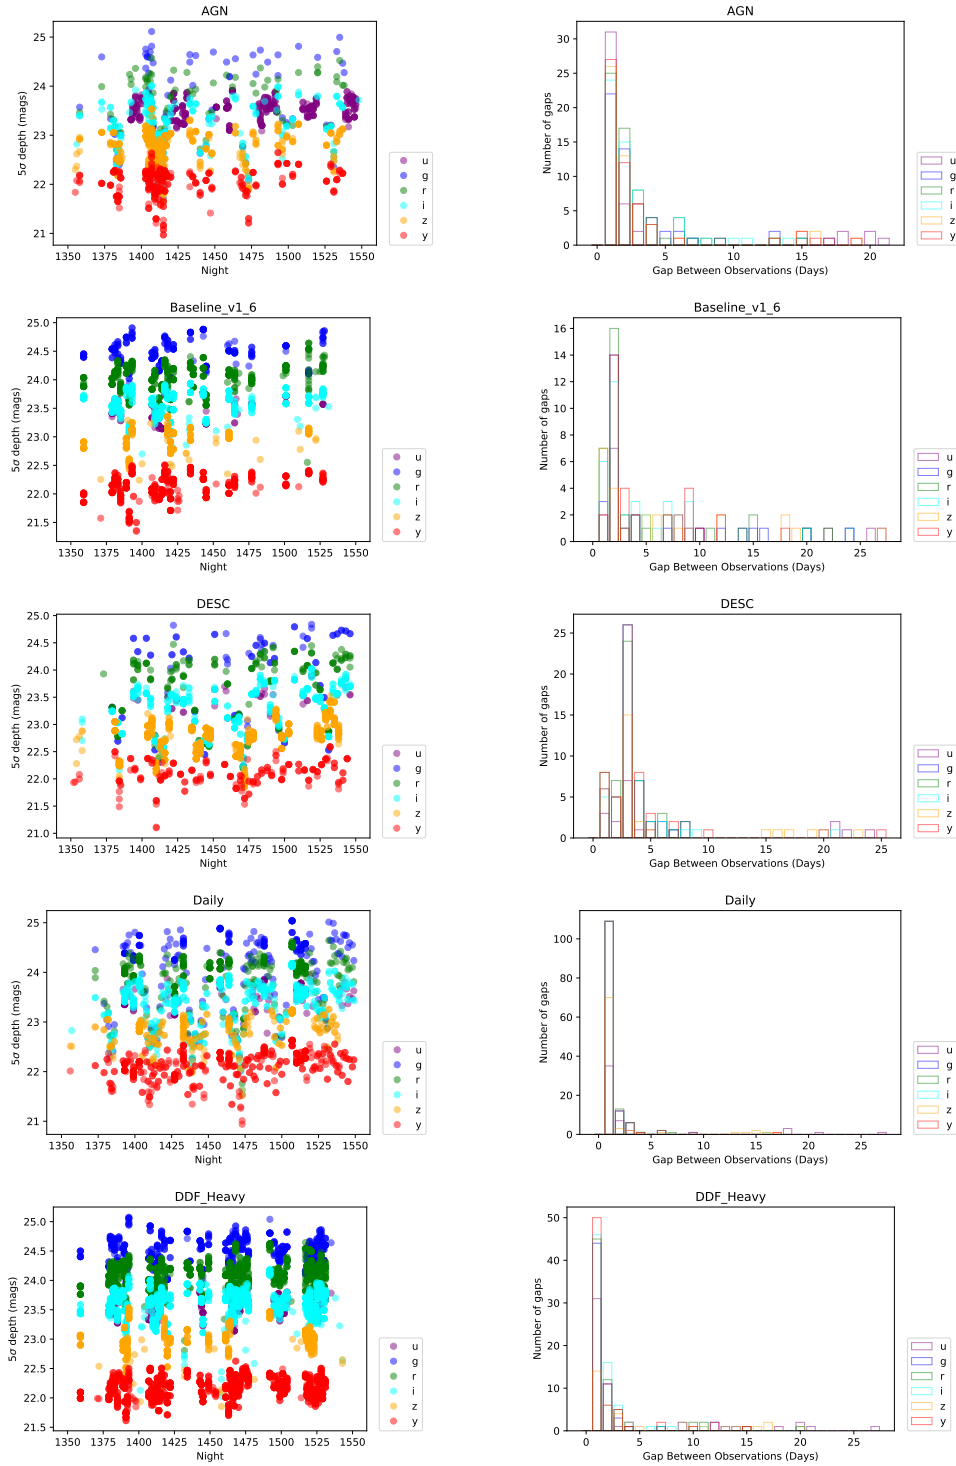 AGN
5σ depth (mags)
25
24
23
22
21
1350 1375 1400 1425 1450 1475 1500 1525 1550
Night
u
g
r
i
z
y
AGN
Number of gaps
30
25
20
15
10
5
0
0 5 10 15 20
Gap Between Observations (Days)
u
g
r
i
z
y
Baseline_v1_6
5σ depth (mags)
25.0
24.5
24.0
23.5
23.0
22.5
22.0
21.5
1350 1375 1400 1425 1450 1475 1500 1525 1550
Night
u
g
r
i
z
y
Baseline_v1_6
Number of gaps
16
14
12
10
8
6
4
2
0
0 5 10 15 20 25
Gap Between Observations (Days)
u
g
r
i
z
y
DESC
5σ depth (mags)
25.0
24.5
24.0
23.5
23.0
22.5
22.0
21.5
21.0
1350 1375 1400 1425 1450 1475 1500 1525 1550
Night
u
g
r
i
z
y
DESC
Number of gaps
25
20
15
10
5
0
0 5 10 15 20 25
Gap Between Observations (Days)
u
g
r
i
z
y
Daily
5σ depth (mags)
25
24
23
22
21
1350 1375 1400 1425 1450 1475 1500 1525 1550
Night
u
g
r
i
z
y
Daily
Number of gaps
100
80
60
40
20
0
0 5 10 15 20 25
Gap Between Observations (Days)
u
g
r
i
z
y
DDF_Heavy
5σ depth (mags)
25.0
24.5
24.0
23.5
23.0
22.5
22.0
21.5
1350 1375 1400 1425 1450 1475 1500 1525 1550
Night
u
g
r
i
z
y
DDF_Heavy
Number of gaps
50
40
30
20
10
0
0 5 10 15 20 25
Gap Between Observations (Days)
u
g
r
i
z
y